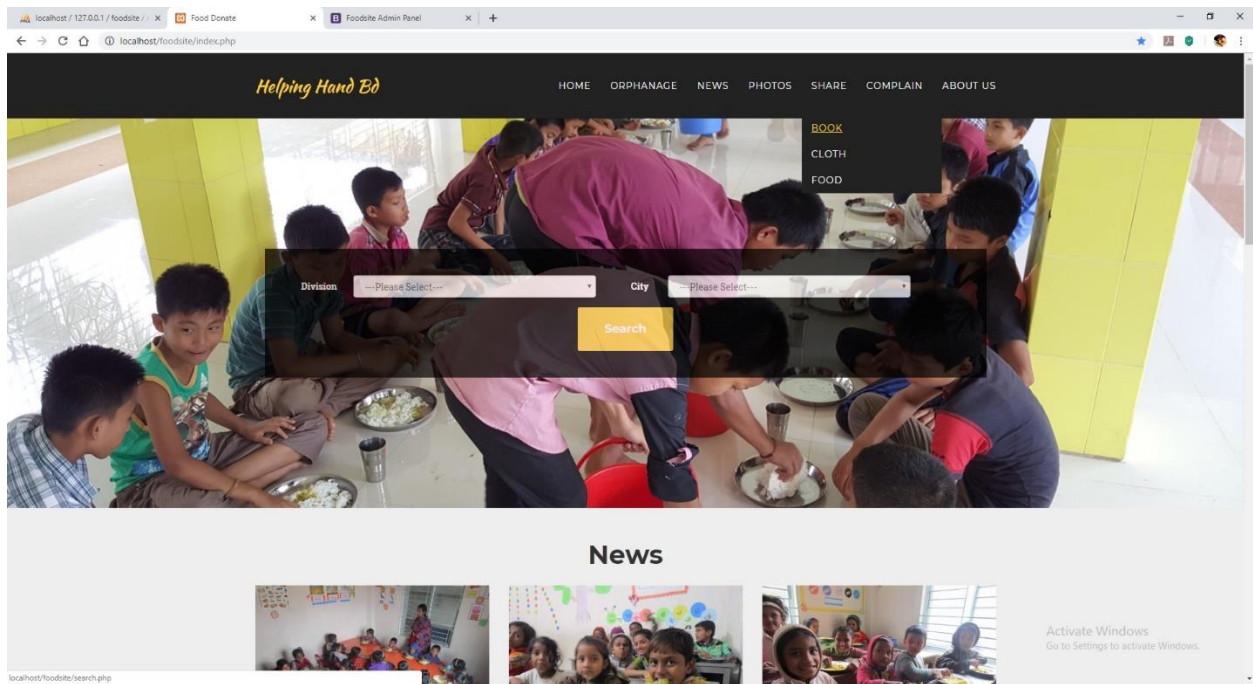 localhost / 127.0.0.1 / foodsite /
Food Donate
Foodsite Admin Panel
localhost/foodsite/index.php
Helping Hand Bd
HOME ORPHANAGE NEWS PHOTOS SHARE COMPLAIN ABOUT US
BOOK
CLOTH
FOOD
Division ---Please Select--- City ---Please Select---
Search
News
Activate Windows
Go to Settings to activate Windows.
localhost/foodsite/search.php